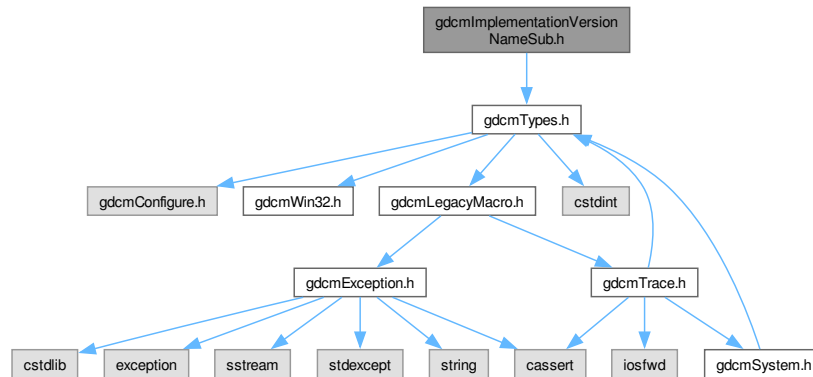 gdcmImplementationVersion
NameSub.h
gdcmTypes.h
gdcmConfigure.h
gdcmWin32.h
gdcmLegacyMacro.h
cstdint
gdcmException.h
gdcmTrace.h
cstdlib
exception
sstream
stdexcept
string
cassert
iosfwd
gdcmSystem.h